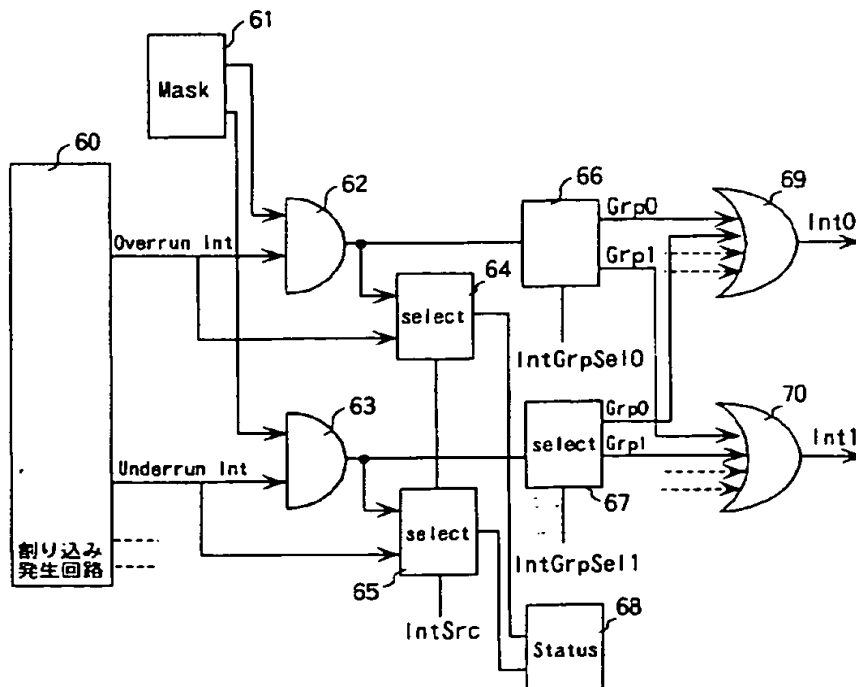 61
Mask
60
62
66
69
Grp0
Int0
Overrun Int
Grp1
64
select
IntGrpSel0
63
70
Grp0
Int1
select
Grp1
Underrun Int
67
select
割り込み
発生回路
65
IntGrpSel1
IntSrc
68
Status